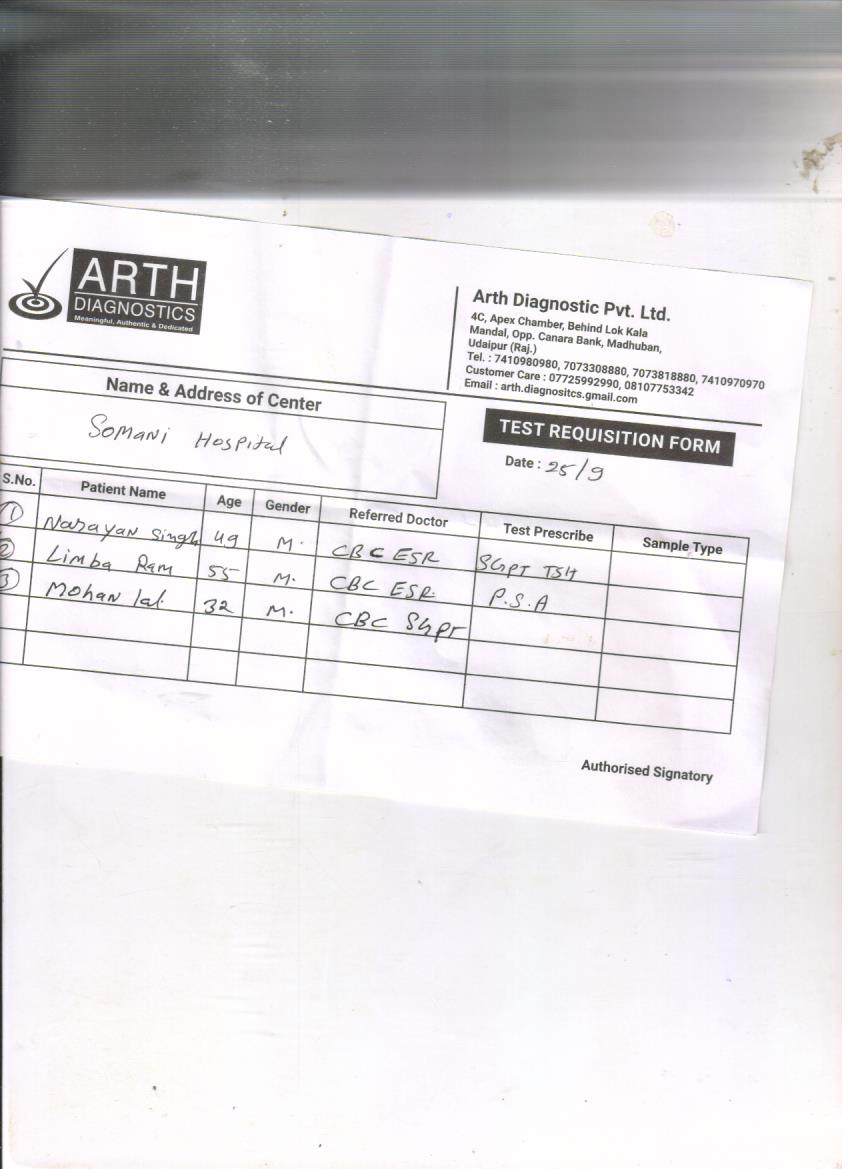 ARTH
DIAGNOSTICS
Meaningful, Authentic & Dedicated
Arth Diagnostic Pvt. Ltd.
4C, Apex Chamber, Behind Lok Kala
Mandal, Opp. Canara Bank, Madhuban,
Udaipur (Raj.)
Tel. : 7410980980, 7073308880, 7073818880, 7410970970
Customer Care : 07725992990, 08107753342
Email : arth.diagnositcs.gmail.com
Name & Address of Center
Somani Hospital
TEST REQUISITION FORM
Date : 25/9
S.No. Patient Name Age Gender Referred Doctor Test Prescribe Sample Type
1 Narayan Singh 49 M. CBC ESR SGPT TSH
2 Limba Ram 55 M. CBC ESR. P.S.A
3 Mohan lal. 32 M. CBC SGPT
Authorised Signatory